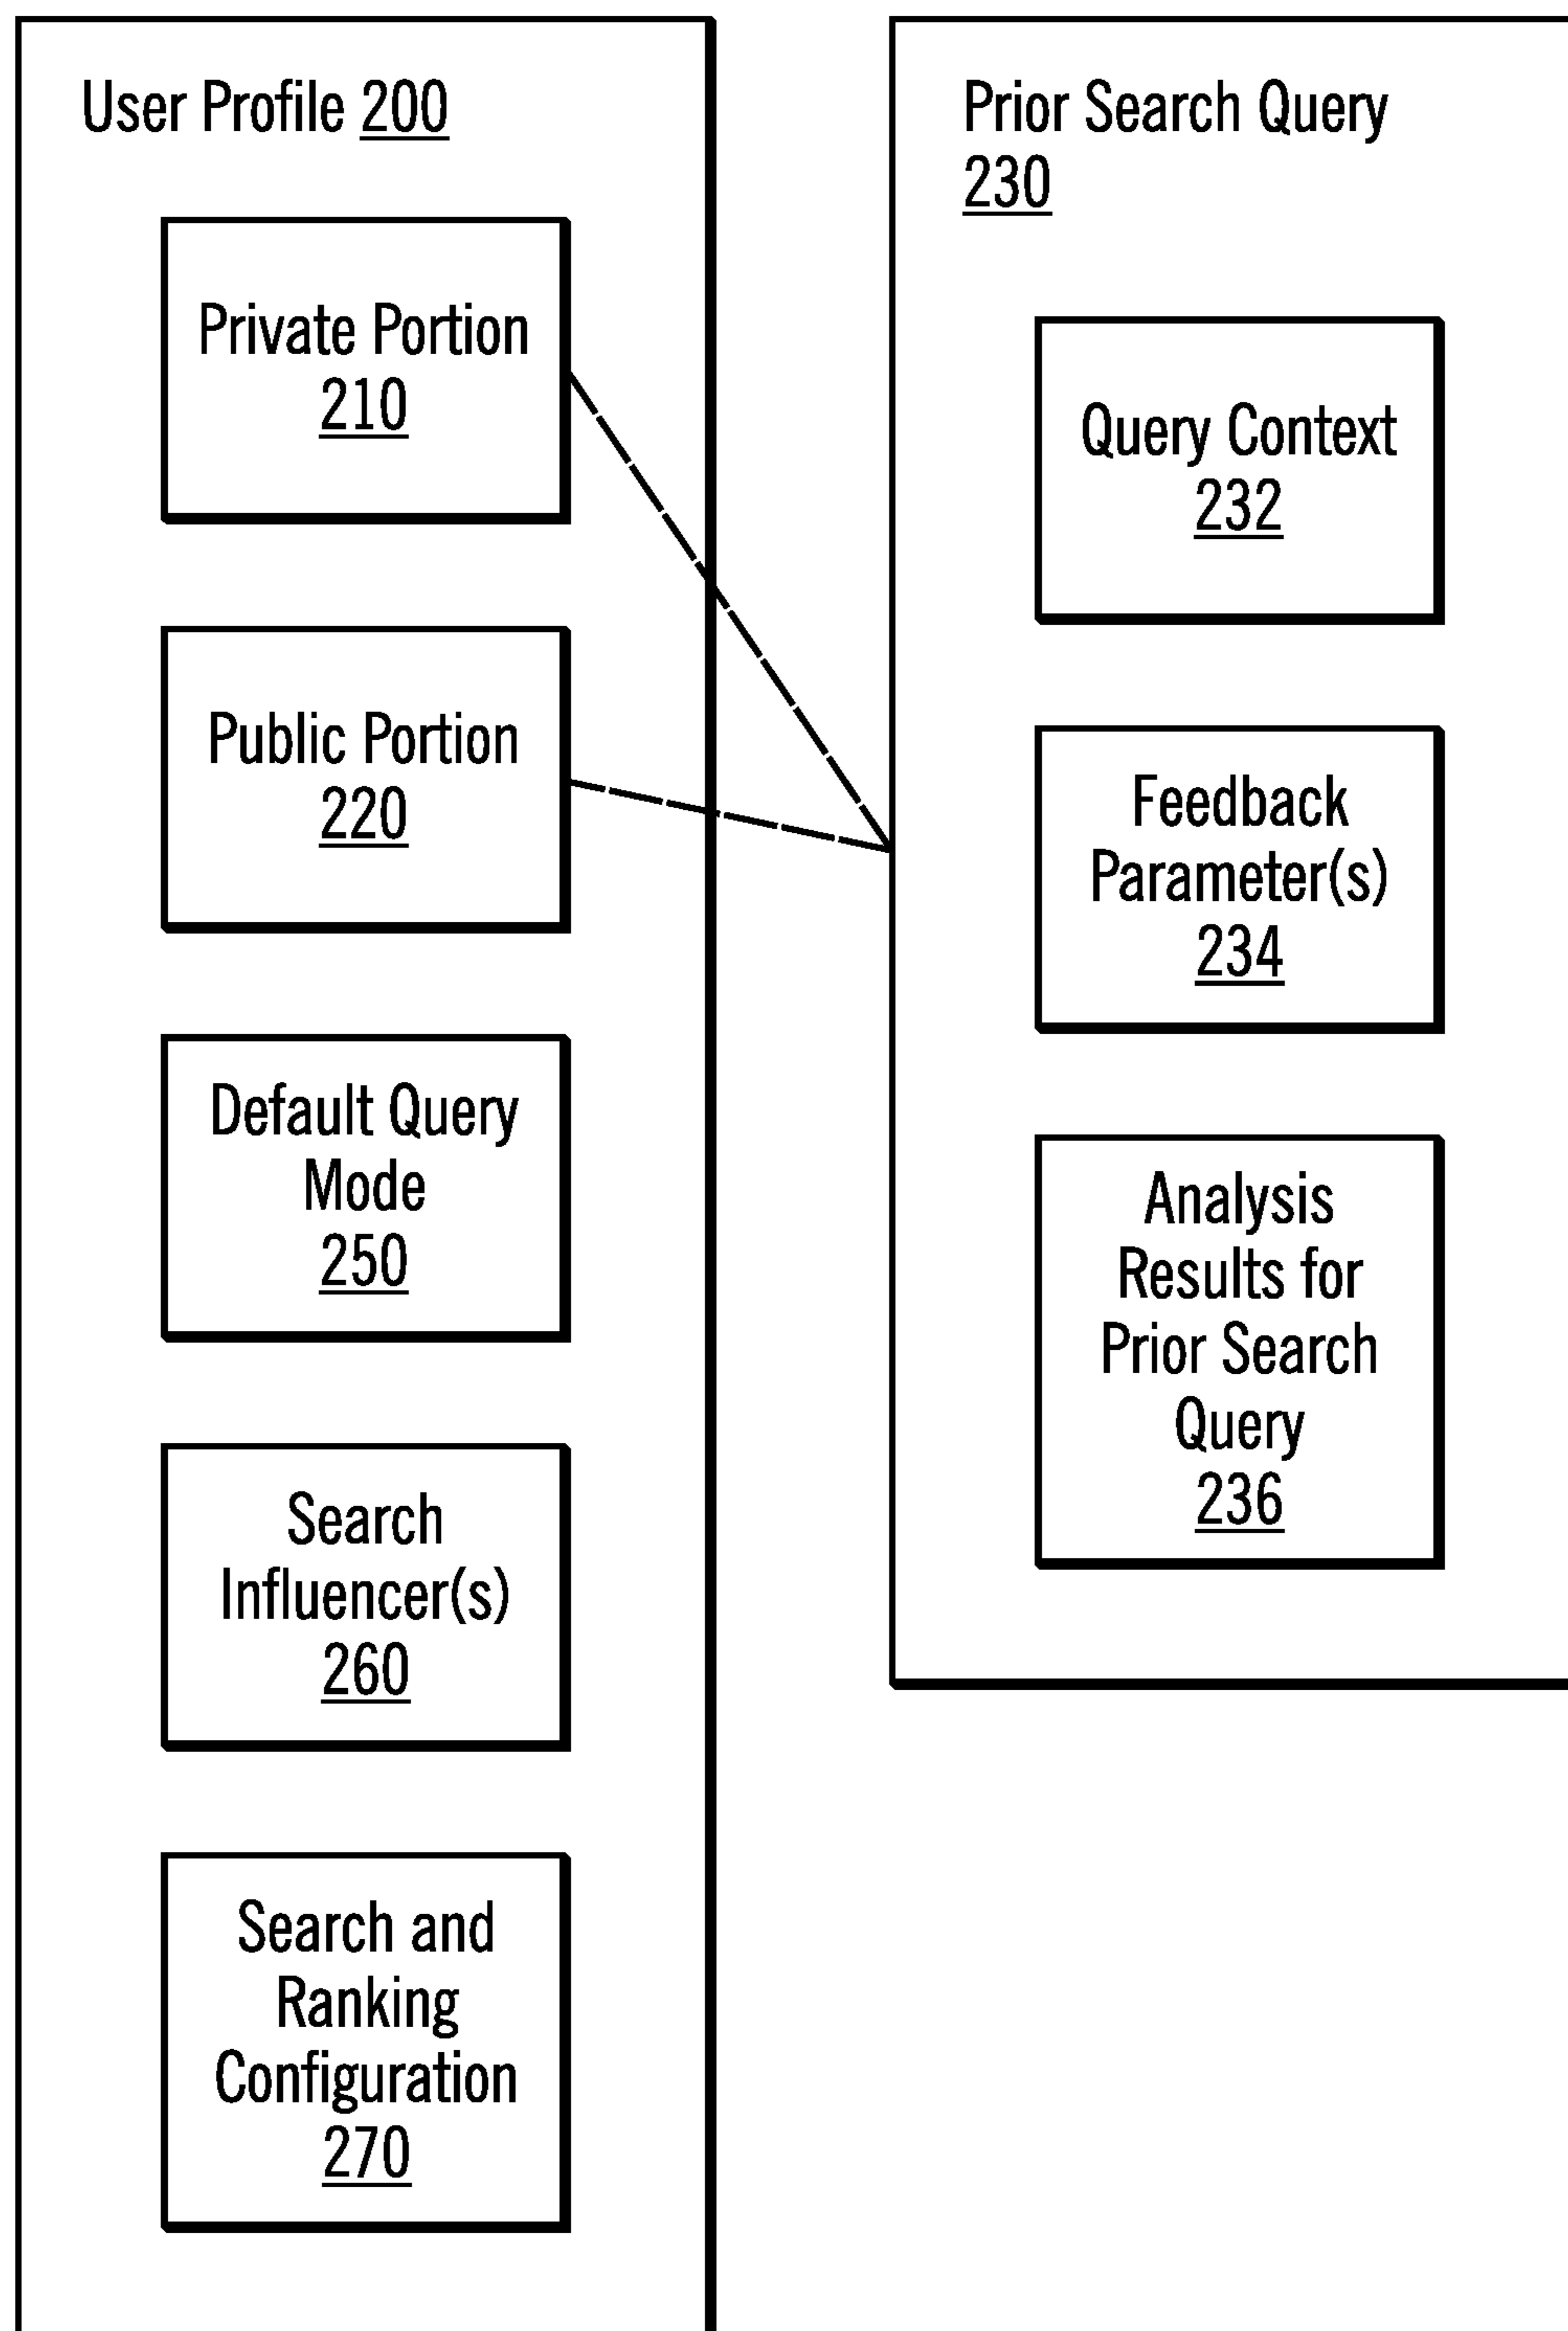 User Profile 200
Private Portion
210
Public Portion
220
Default Query
Mode
250
Search
Influencer(s)
260
Search and
Ranking
Configuration
270
Prior Search Query
230
Query Context
232
Feedback
Parameter(s)
234
Analysis
Results for
Prior Search
Query
236